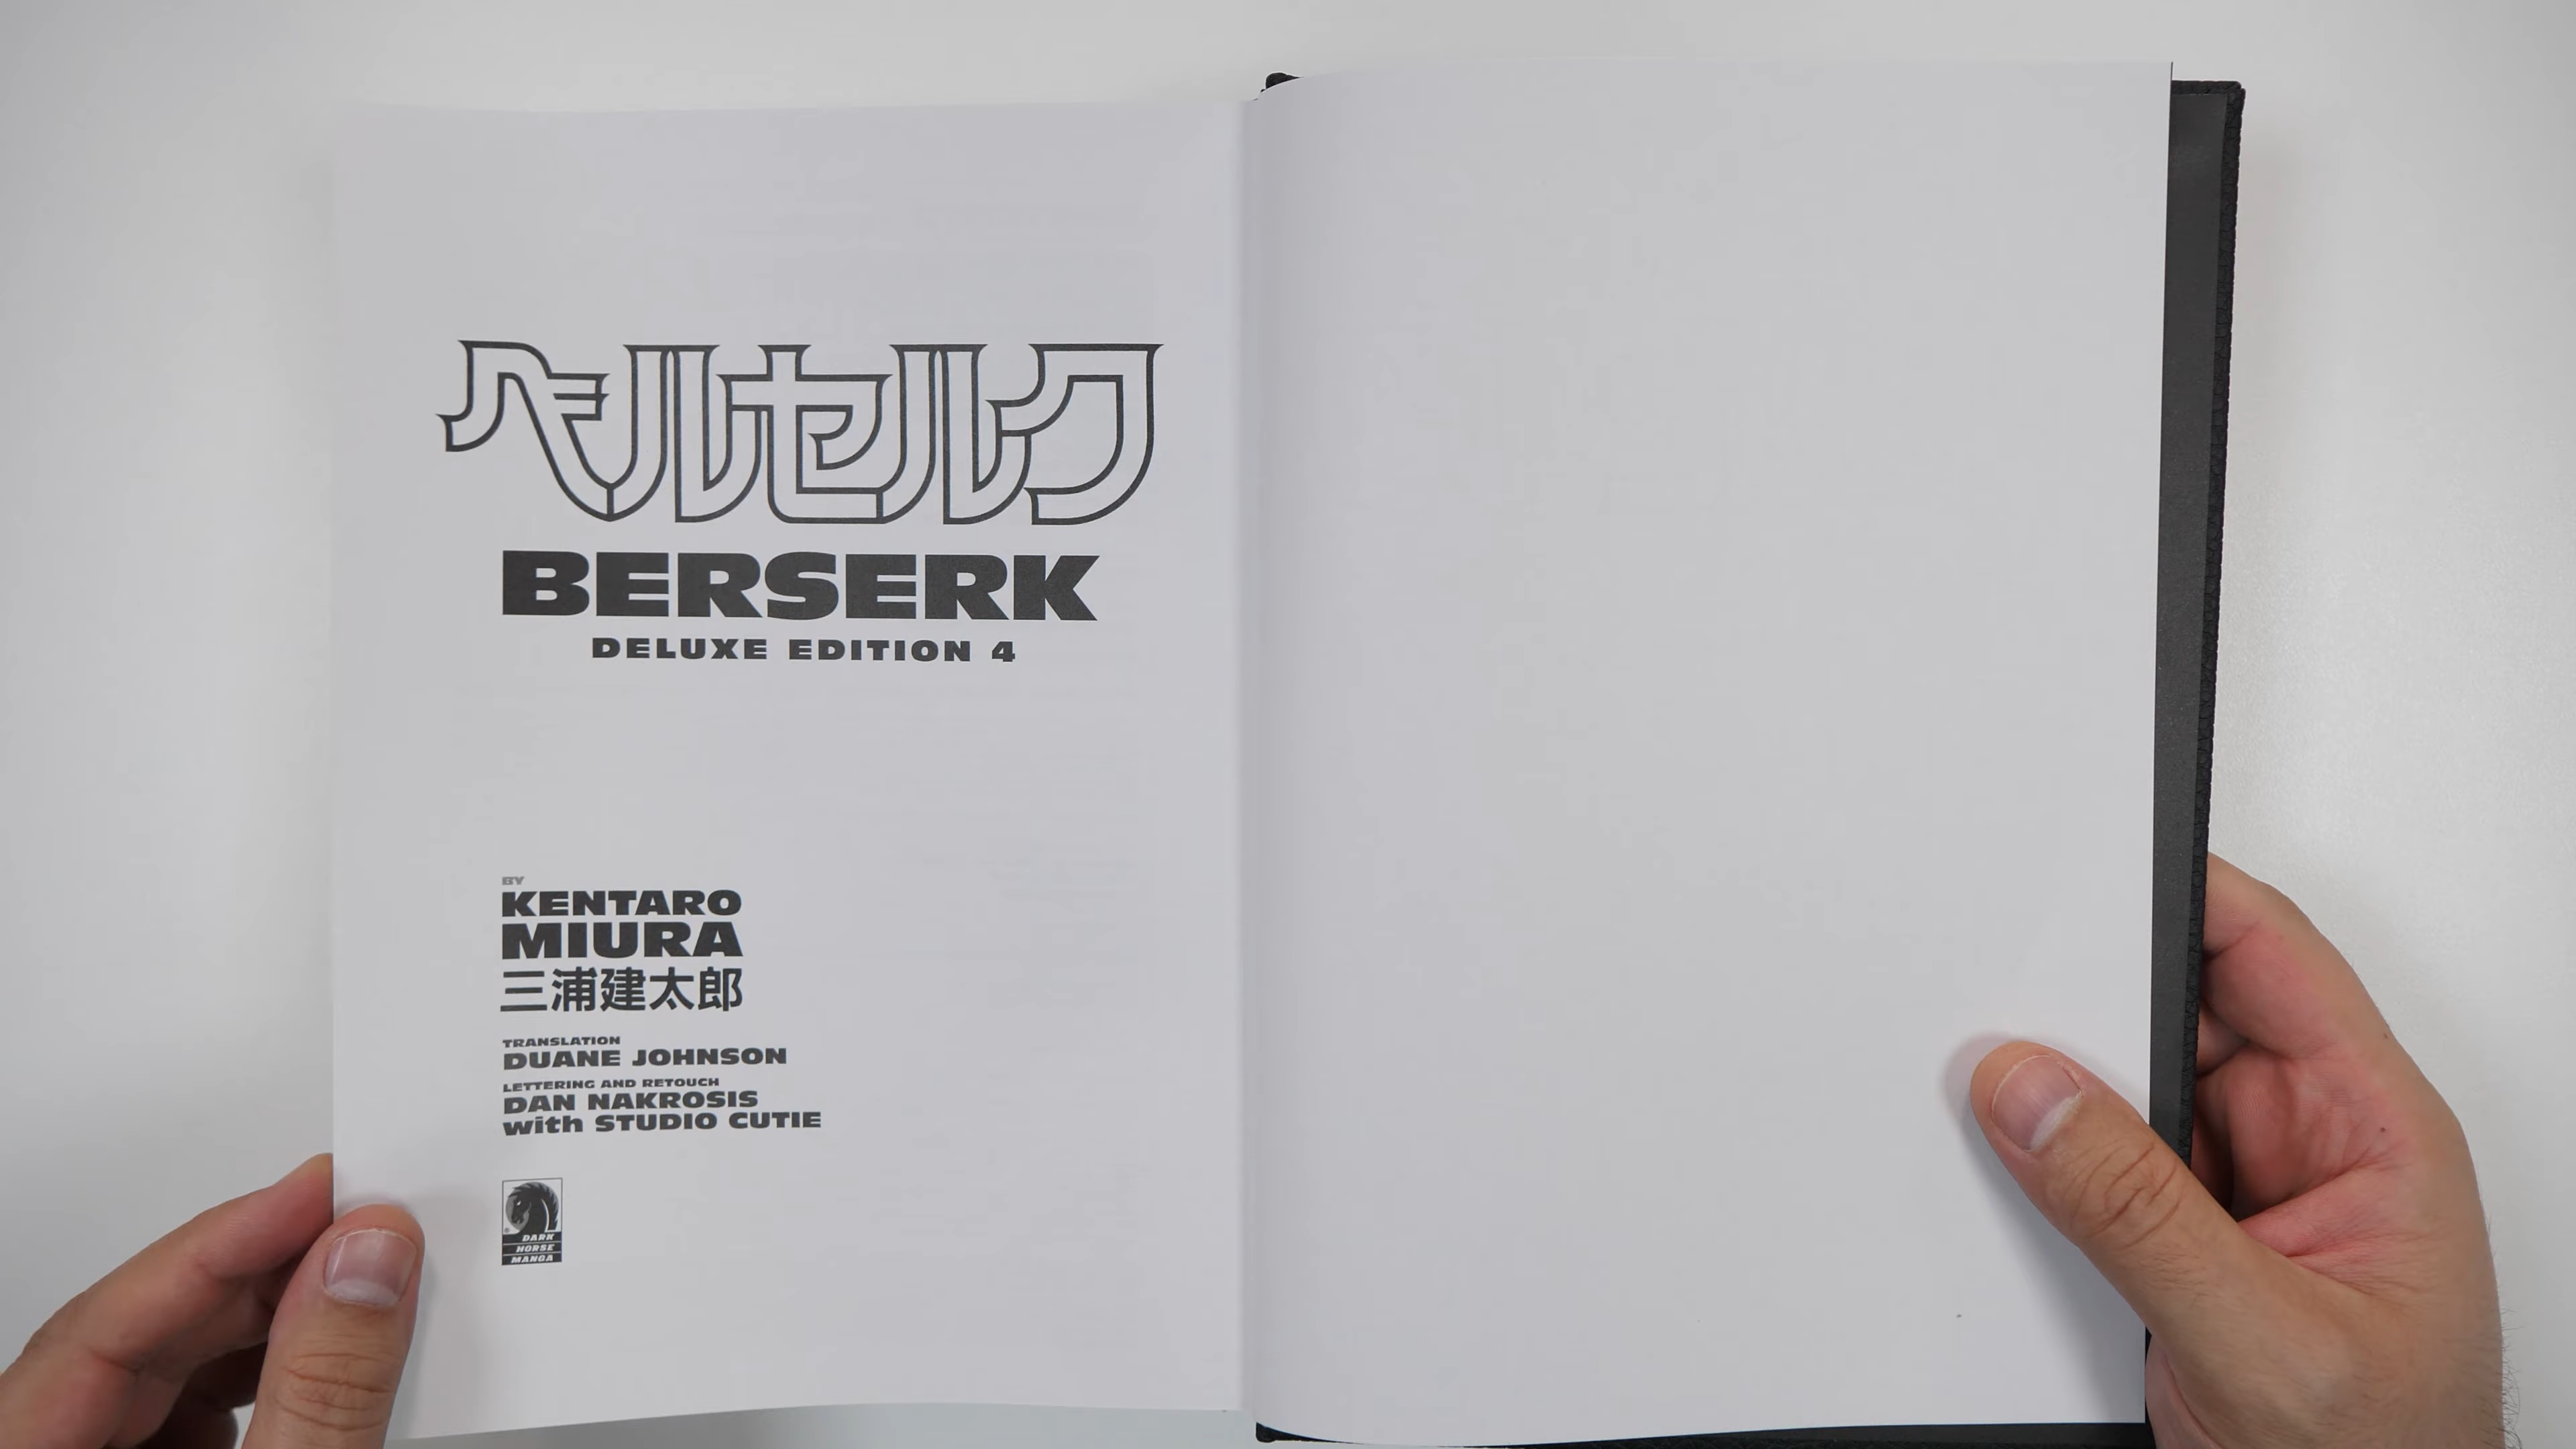 ベルセルク
BERSERK
DELUXE EDITION 4
BY
KENTARO
MIURA
三浦建太郎
TRANSLATION
DUANE JOHNSON
LETTERING AND RETOUCH
DAN NAKROSIS
with STUDIO CUTIE
DARK
HORSE
MANGA